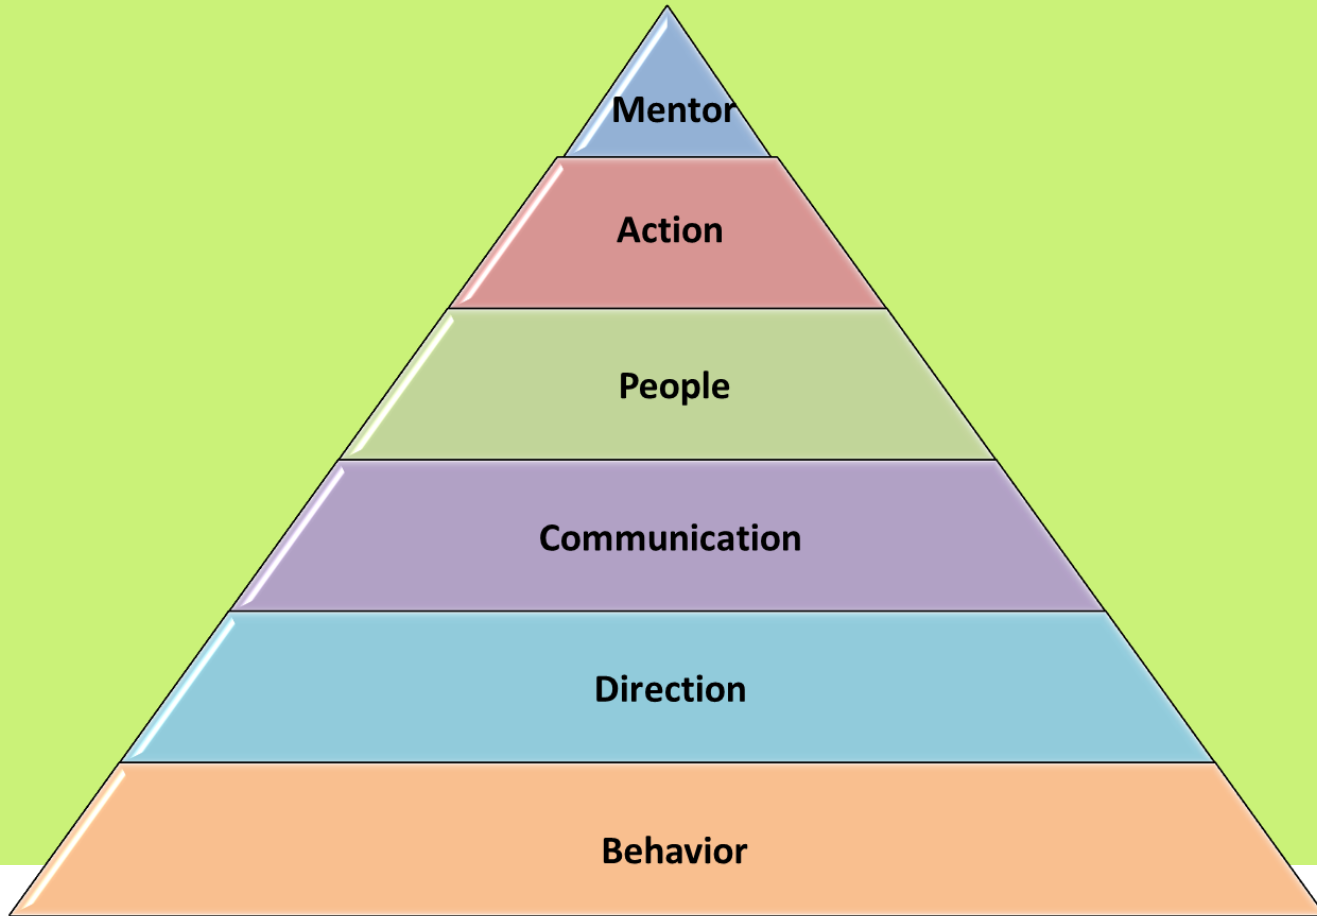 Mentor
Action
People
Communication
Direction
Behavior